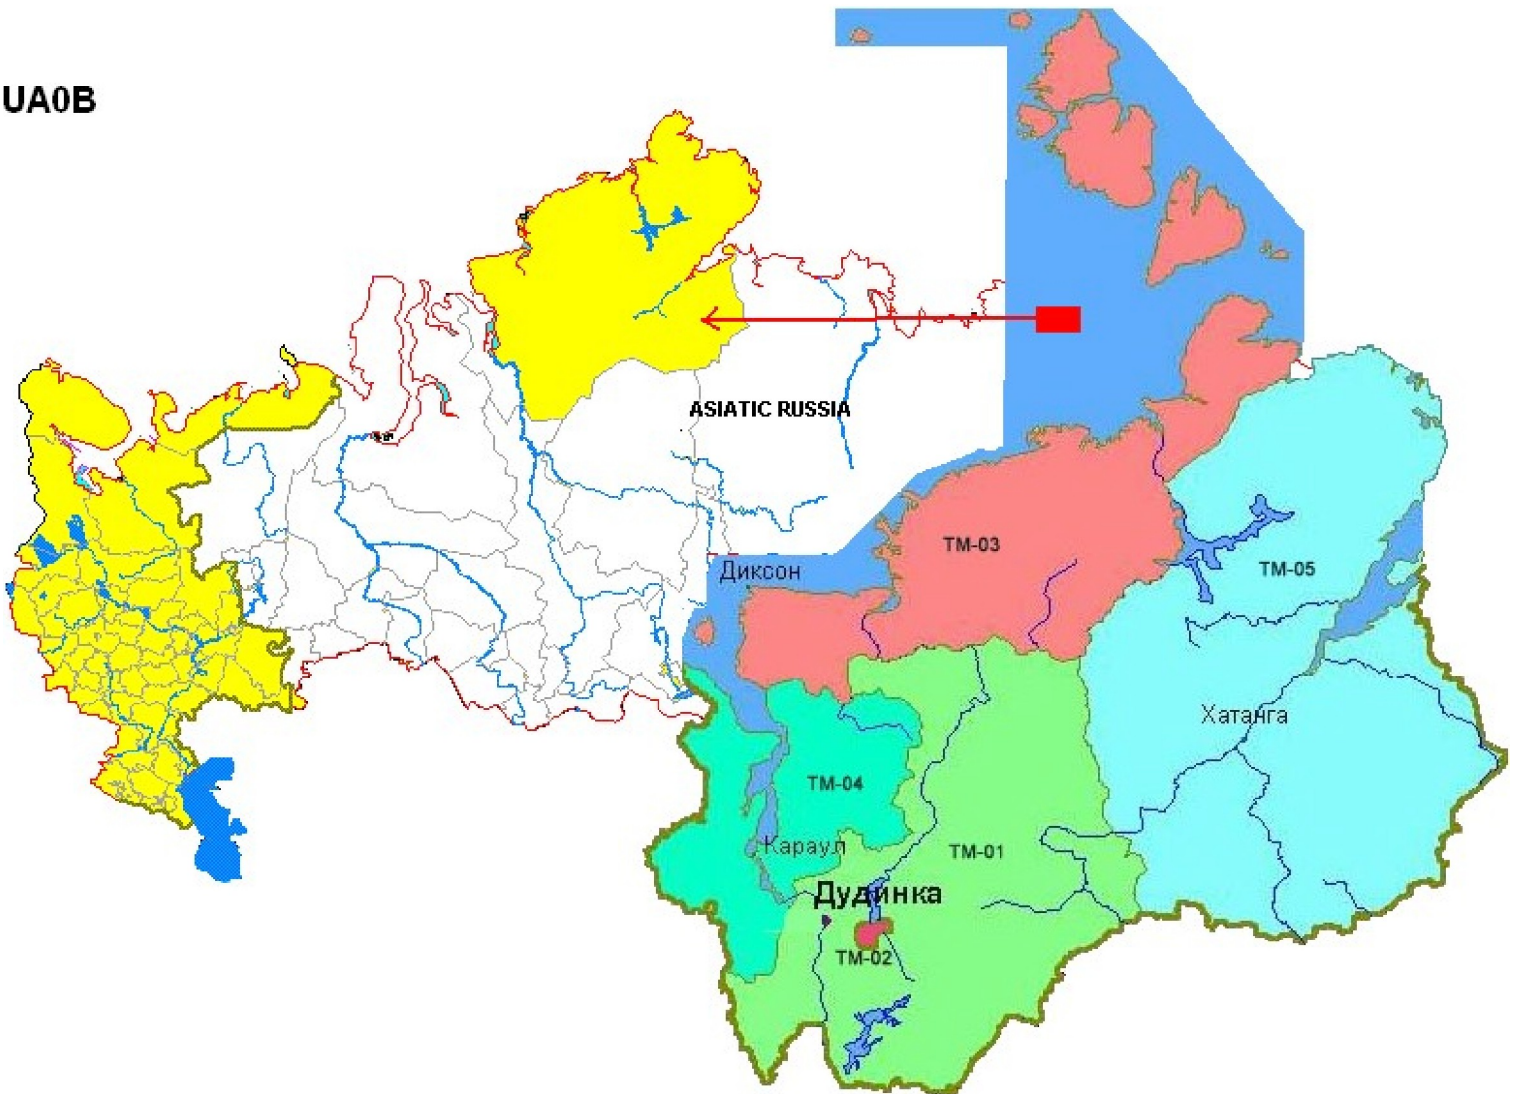 UA0B
ASIATIC RUSSIA
TM-03
Диксон
TM-05
Хатанга
TM-04
Караул
TM-01
Дудинка
TM-02